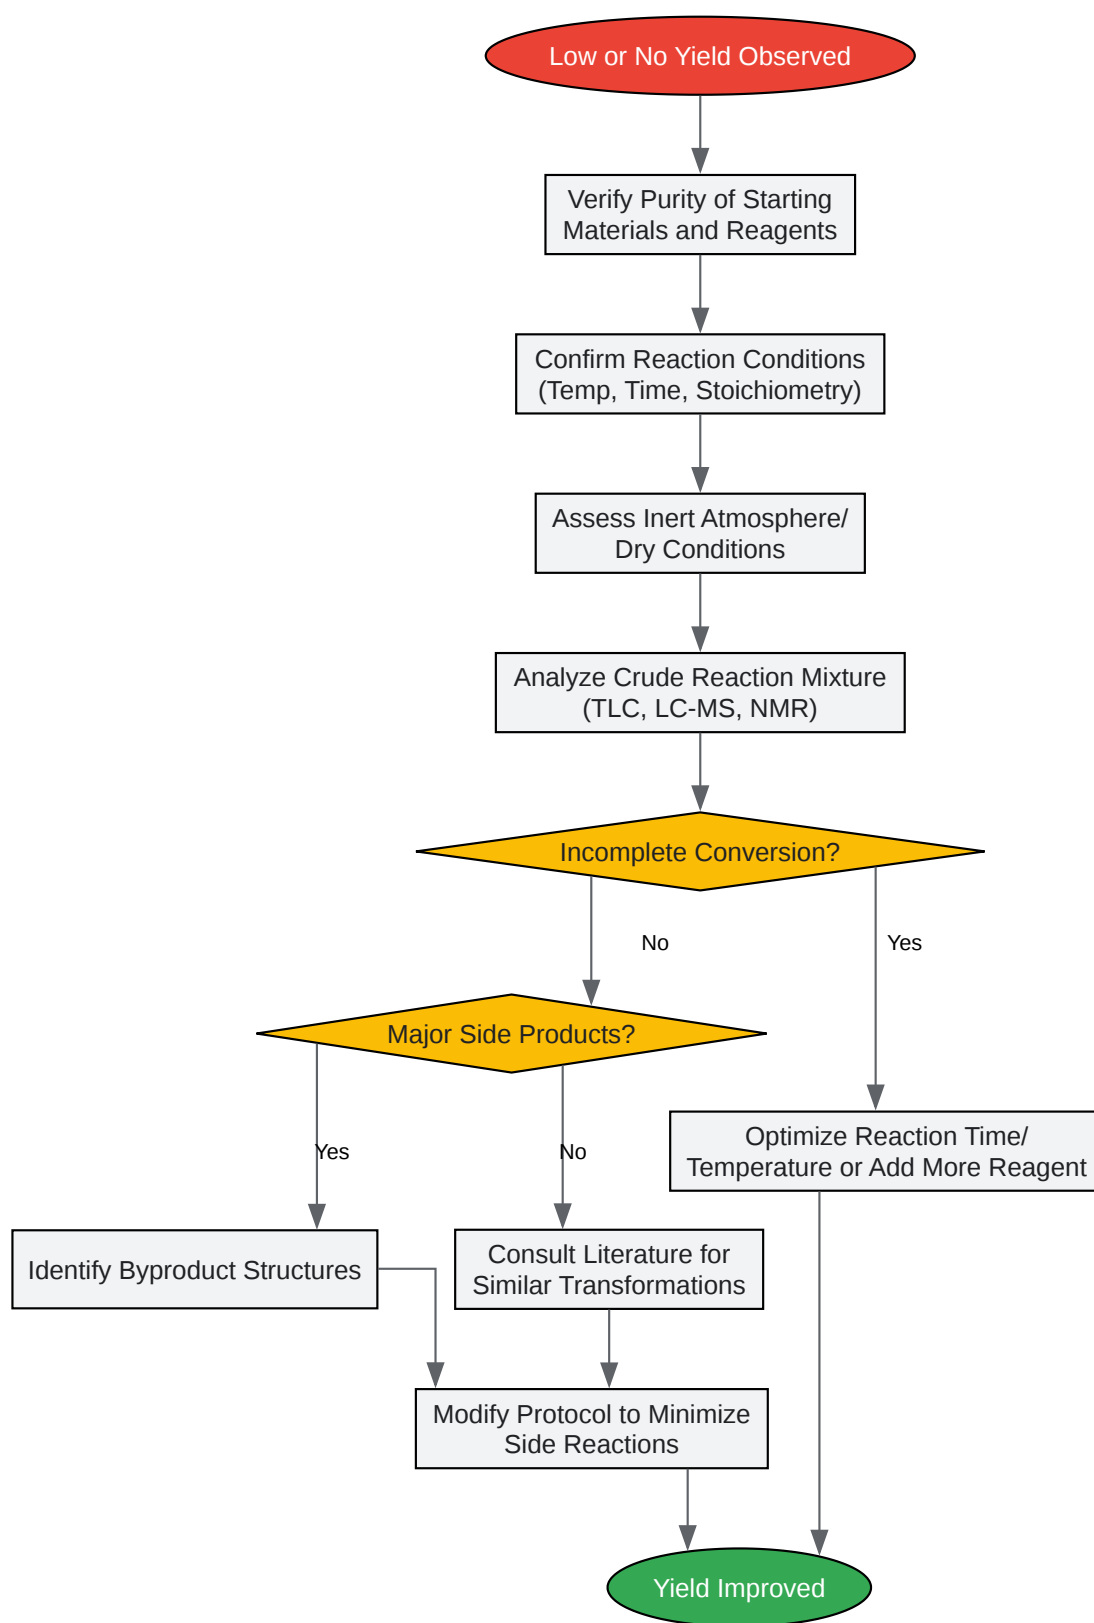 Low or No Yield Observed
Verify Purity of Starting
Materials and Reagents
Confirm Reaction Conditions
(Temp, Time, Stoichiometry)
Assess Inert Atmosphere/
Dry Conditions
Analyze Crude Reaction Mixture
(TLC, LC-MS, NMR)
Incomplete Conversion?
No
Yes
Major Side Products?
Yes
No
Optimize Reaction Time/
Temperature or Add More Reagent
Identify Byproduct Structures
Consult Literature for
Similar Transformations
Modify Protocol to Minimize
Side Reactions
Yield Improved